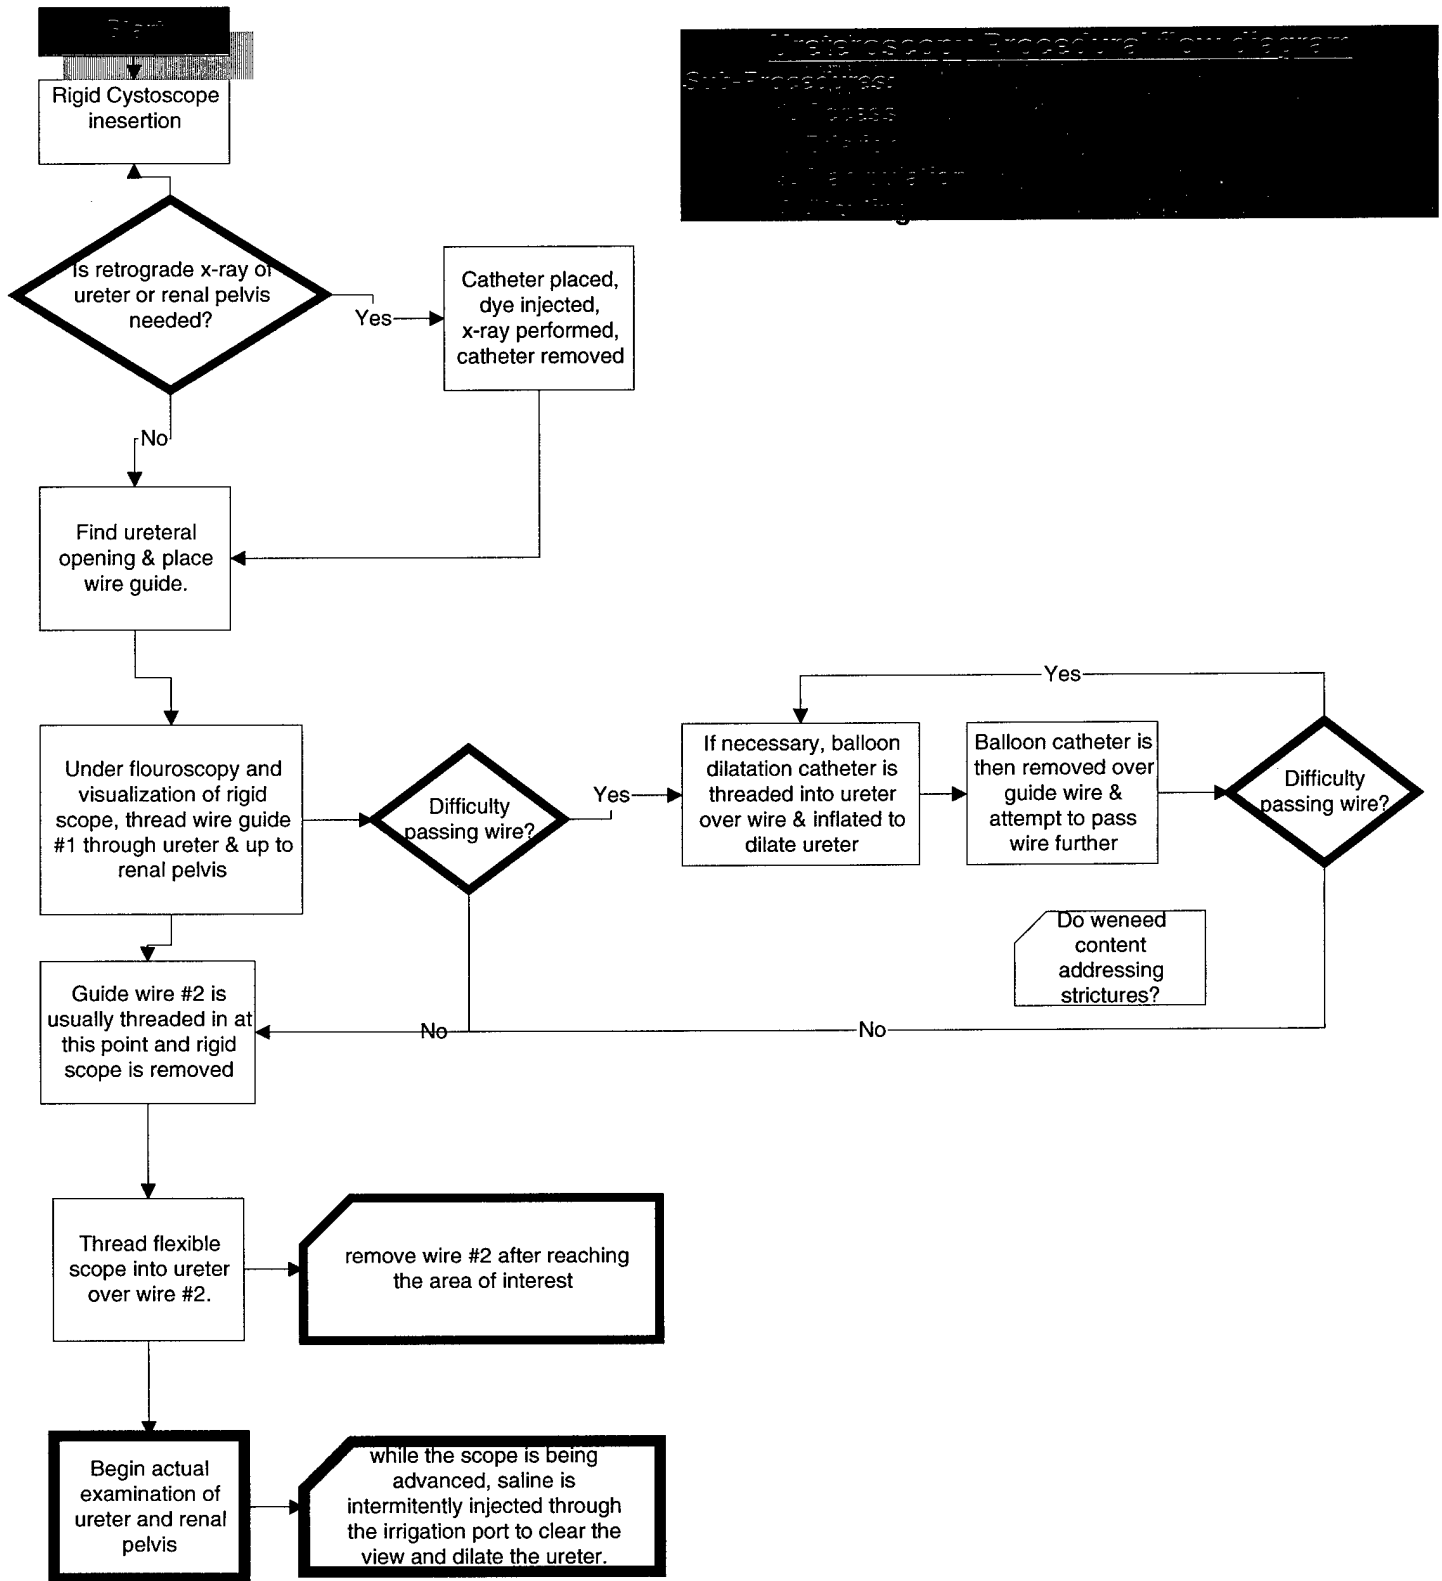 Start
Ureteroscopy Procedural flow diagram
Sub-Procedures:
Rigid Cystoscope
inesertion
Is retrograde x-ray of
ureter or renal pelvis
needed?
Yes
Catheter placed,
dye injected,
x-ray performed,
catheter removed
No
Find ureteral
opening & place
wire guide.
Under flouroscopy and
visualization of rigid
scope, thread wire guide
#1 through ureter & up to
renal pelvis
Difficulty
passing wire?
Yes
If necessary, balloon
dilatation catheter is
threaded into ureter
over wire & inflated to
dilate ureter
Balloon catheter is
then removed over
guide wire &
attempt to pass
wire further
Yes
Difficulty
passing wire?
Do weneed
content
addressing
strictures?
Guide wire #2 is
usually threaded in at
this point and rigid
scope is removed
No
No
Thread flexible
scope into ureter
over wire #2.
remove wire #2 after reaching
the area of interest
Begin actual
examination of
ureter and renal
pelvis
while the scope is being
advanced, saline is
intermitently injected through
the irrigation port to clear the
view and dilate the ureter.